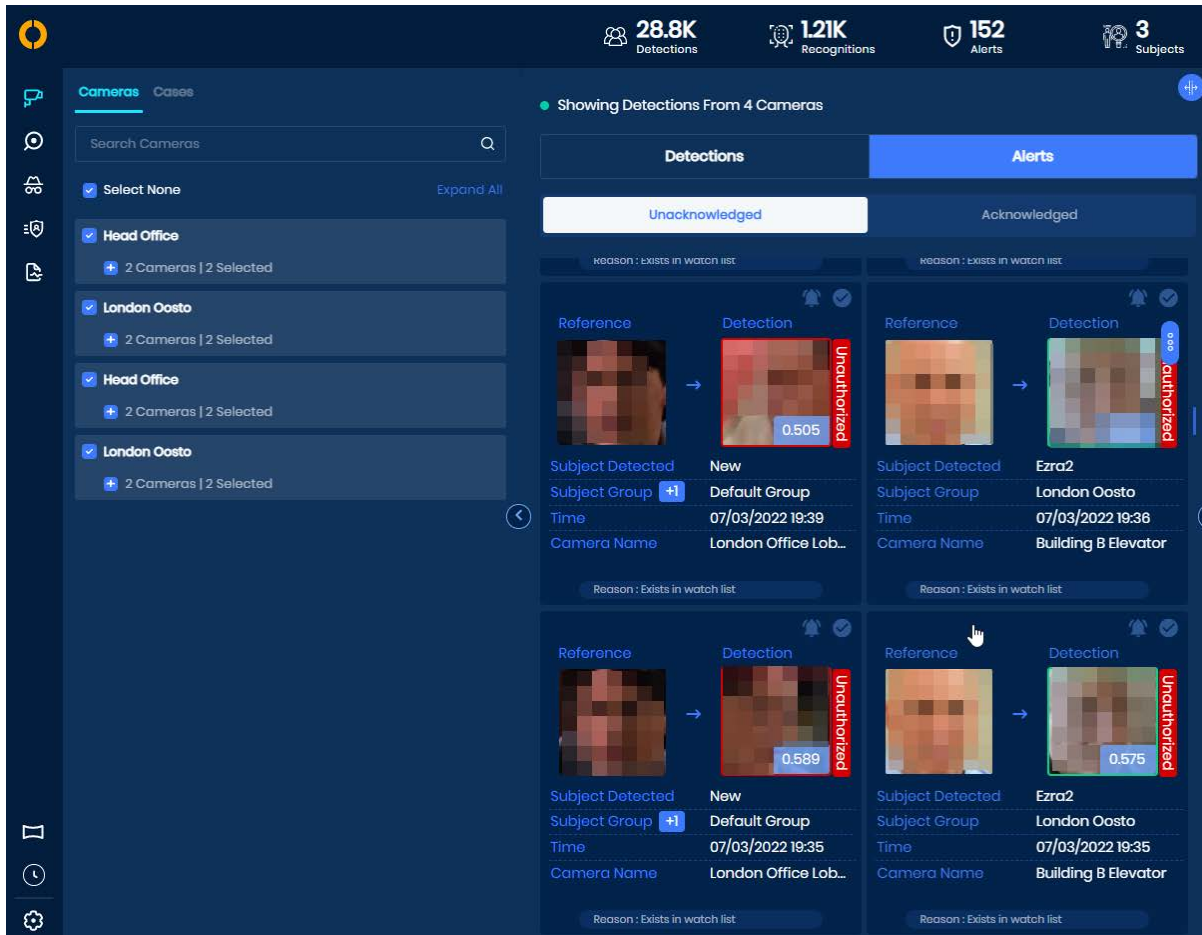 28.8K
Detections
1.21K
Recognitions
152
Alerts
3
Subjects
Cameras Cases
Search Cameras
Select None Expand All
Head Office
2 Cameras | 2 Selected
London Oosto
2 Cameras | 2 Selected
Head Office
2 Cameras | 2 Selected
London Oosto
2 Cameras | 2 Selected
Showing Detections From 4 Cameras
Detections Alerts
Unacknowledged Acknowledged
Reason : Exists in watch list
Reason : Exists in watch list
Reference Detection
Unauthorized
0.505
Subject Detected New
Subject Group +1 Default Group
Time 07/03/2022 19:39
Camera Name London Office Lob...
Reason : Exists in watch list
Reference Detection
authorized
Subject Detected Ezra2
Subject Group London Oosto
Time 07/03/2022 19:36
Camera Name Building B Elevator
Reason : Exists in watch list
Reference Detection
Unauthorized
0.589
Subject Detected New
Subject Group +1 Default Group
Time 07/03/2022 19:35
Camera Name London Office Lob...
Reason : Exists in watch list
Reference Detection
Unauthorized
0.575
Subject Detected Ezra2
Subject Group London Oosto
Time 07/03/2022 19:35
Camera Name Building B Elevator
Reason : Exists in watch list